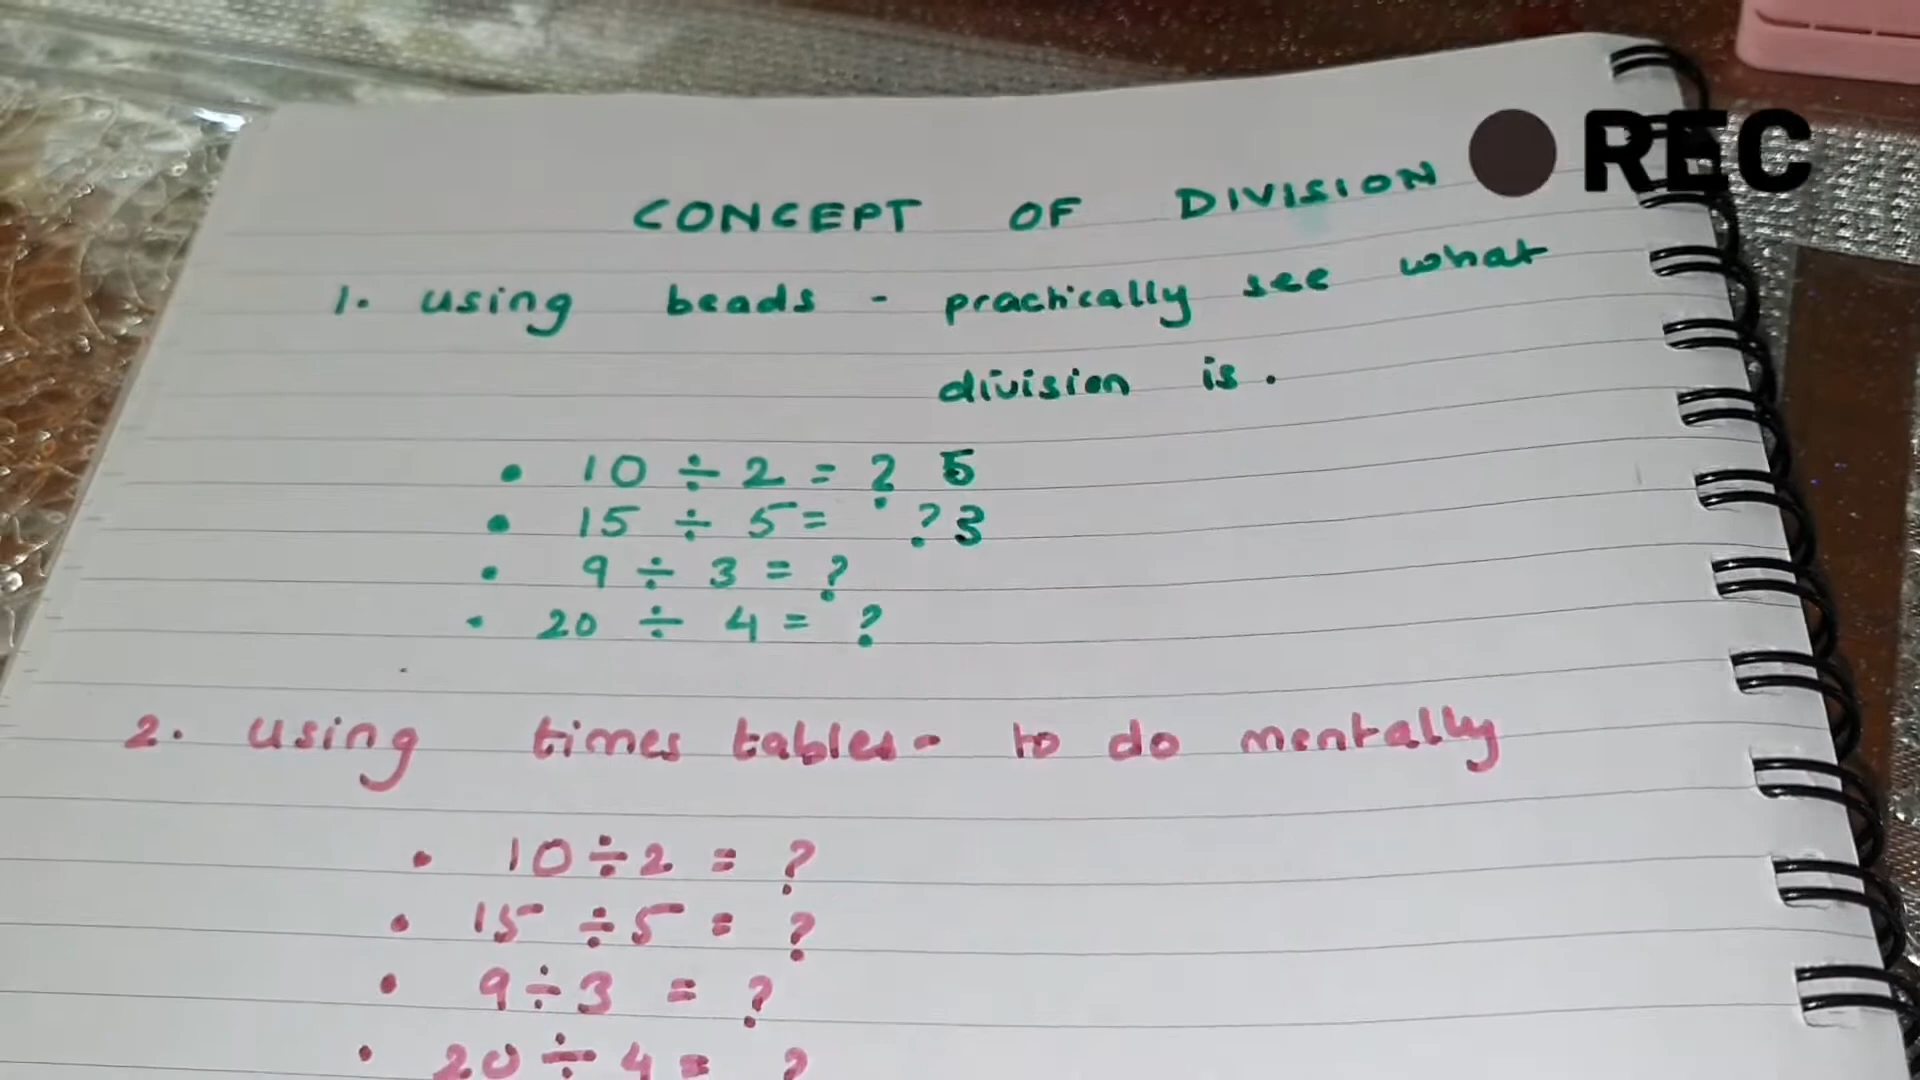 REC
CONCEPT OF DIVISION
1. using beads - practically see what
division is.
• 10 ÷ 2 = ? 5
• 15 ÷ 5 = ? 3
• 9 ÷ 3 = ?
• 20 ÷ 4 = ?
2. using times tables - to do mentally
• 10 ÷ 2 = ?
• 15 ÷ 5 = ?
• 9 ÷ 3 = ?
• 20 ÷ 4 = ?